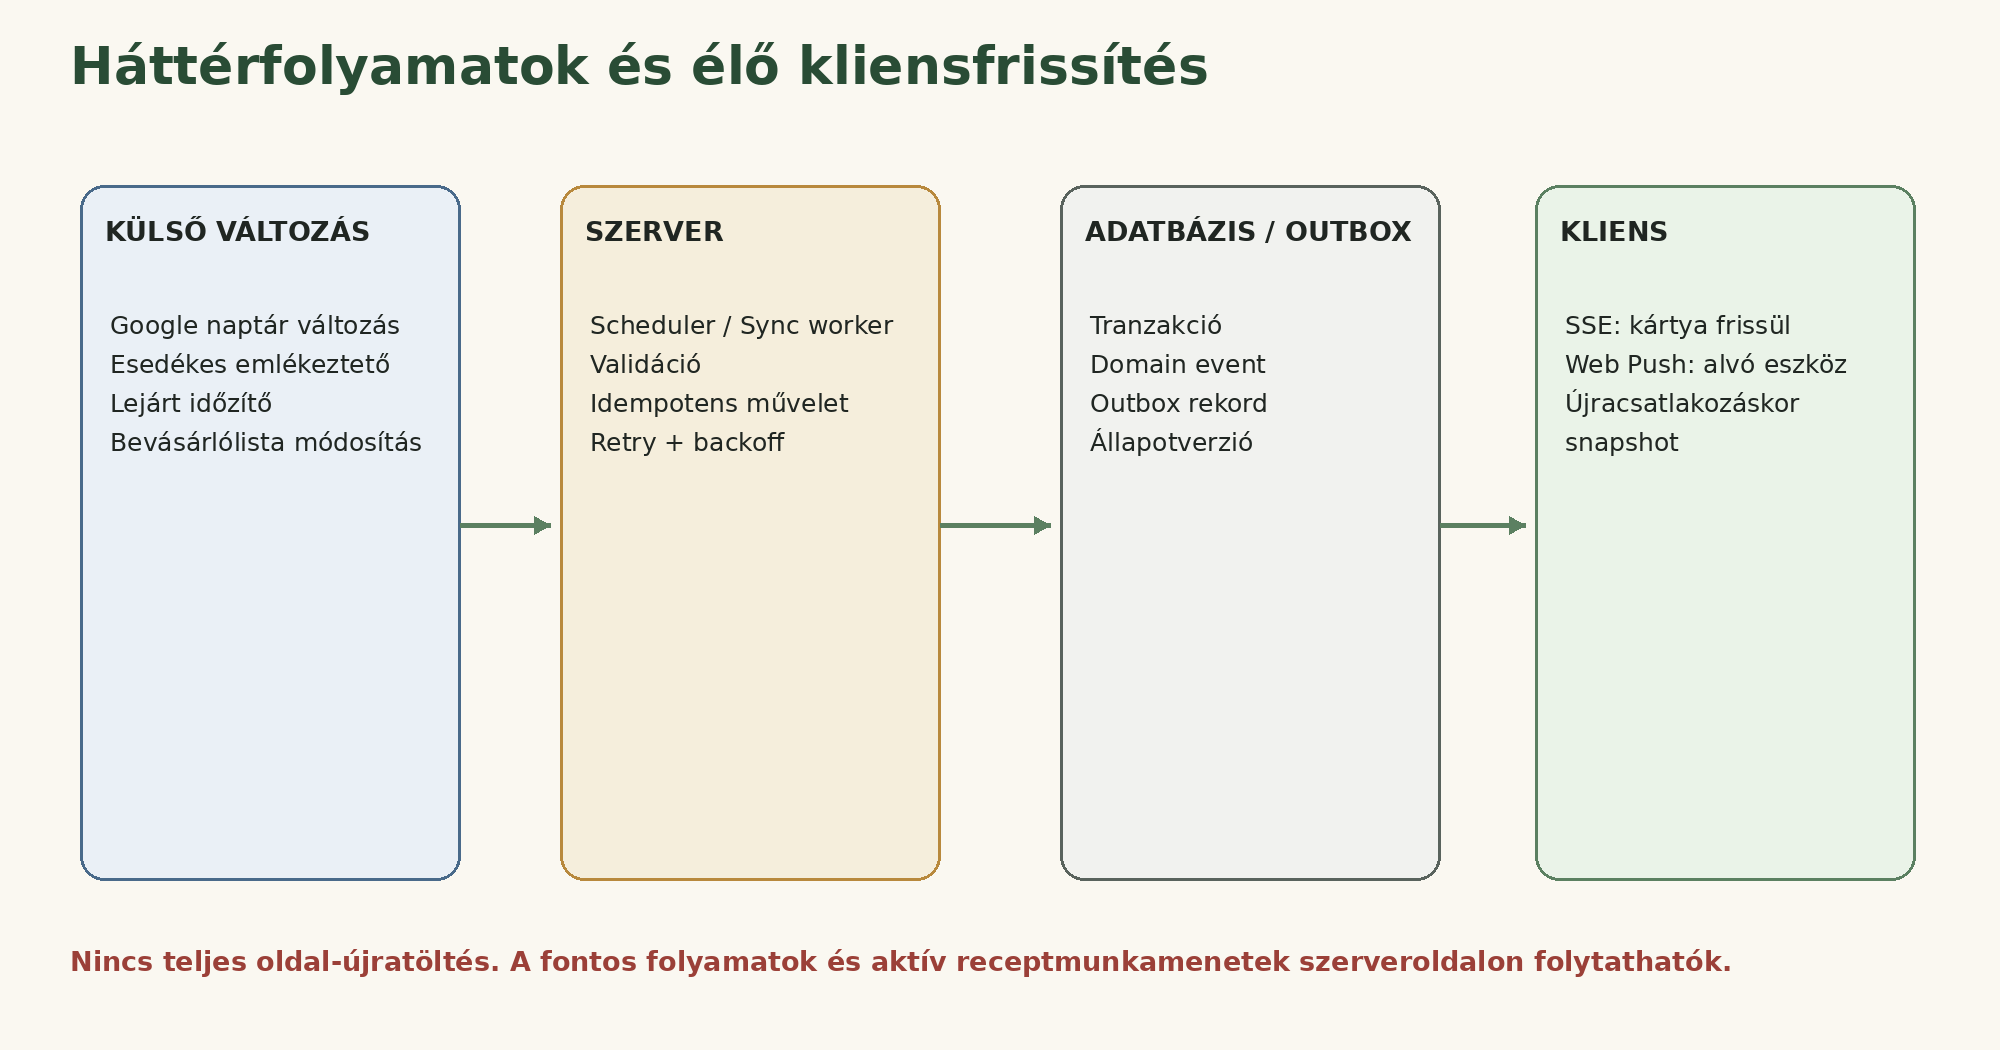 Háttérfolyamatok és élő kliensfrissítés
KÜLSŐ VÁLTOZÁS
Google naptár változás
Esedékes emlékeztető
Lejárt időzítő
Bevásárlólista módosítás
SZERVER
Scheduler / Sync worker
Validáció
Idempotens művelet
Retry + backoff
ADATBÁZIS / OUTBOX
Tranzakció
Domain event
Outbox rekord
Állapotverzió
KLIENS
SSE: kártya frissül
Web Push: alvó eszköz
Újracsatlakozáskor
snapshot
Nincs teljes oldal-újratöltés. A fontos folyamatok és aktív receptmunkamenetek szerveroldalon folytathatók.